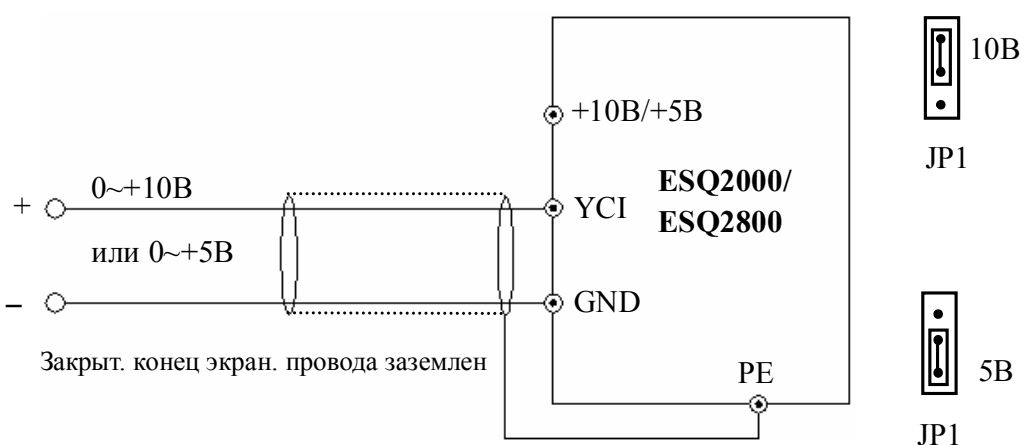 10В
+10В/+5В
JP1
0~+10В
ESQ2000/
+
YCI
ESQ2800
или 0~+5В
–
GND
Закрыт. конец экран. провода заземлен
PE
5В
JP1